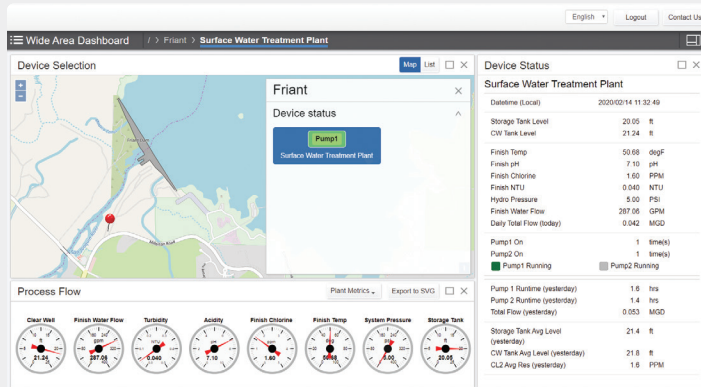 English
Logout
Contact Us
Wide Area Dashboard / > Friant > Surface Water Treatment Plant
Device Selection
Map
List
Friant
Device status
Pump1
Surface Water Treatment Plant
Process Flow
Plant Metrics
Export to SVG
Clear Well
Finish Water Flow
Turbidity
Acidity
Finish Chlorine
Finish Temp
System Pressure
Storage Tank
21.24
287.06
0.040
7.10
1.60
20.05
Device Status
Surface Water Treatment Plant
Datetime (Local) 2020/02/14 11:32:49
Storage Tank Level 20.05 ft
CW Tank Level 21.24 ft
Finish Temp 50.68 degF
Finish pH 7.10 pH
Finish Chlorine 1.60 PPM
Finish NTU 0.040 NTU
Hydro Pressure 5.00 PSI
Finish Water Flow 287.06 GPM
Daily Total Flow (today) 0.042 MGD
Pump1 On 1 time(s)
Pump2 On 1 time(s)
Pump1 Running Pump2 Running
Pump 1 Runtime (yesterday) 1.6 hrs
Pump 2 Runtime (yesterday) 1.4 hrs
Total Flow (yesterday) 0.053 MGD
Storage Tank Avg Level 21.4 ft
(yesterday)
CW Tank Avg Level (yesterday) 21.8 ft
CL2 Avg Res (yesterday) 1.6 PPM